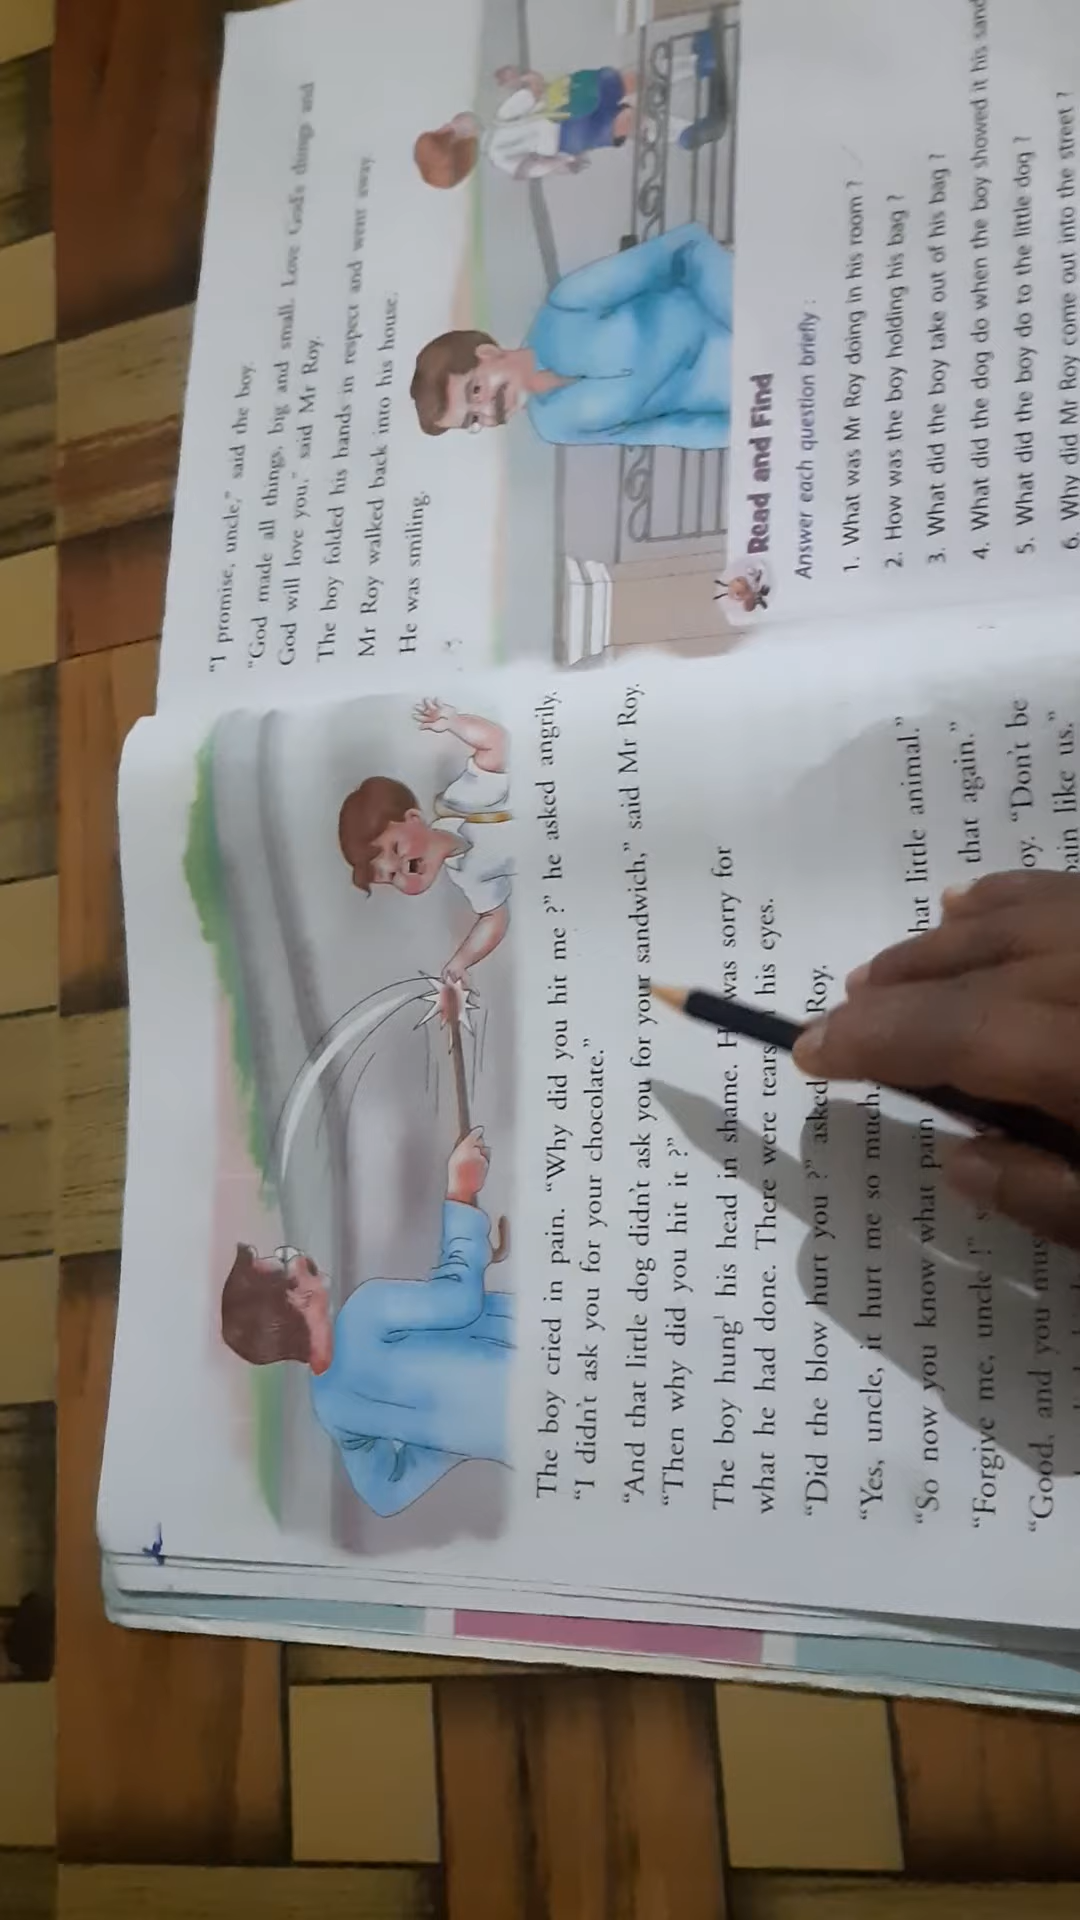 The boy cried in pain. “Why did you hit me ?” he asked angrily.
“I didn't ask you for your chocolate.”
“And that little dog didn't ask you for your sandwich,” said Mr Roy.
“Then why did you hit it ?”
The boy hung¹ his head in shame. was sorry for
what he had done. There were tears his eyes.
“Did the blow hurt you ?” asked Roy.
“Yes, uncle, it hurt me so much.
“So now you know what pain little animal.”
“Forgive me, uncle !” that again.”
“Good, and you “Don't be
like us.”
“I promise, uncle,” said the boy.
“God made all things, big and small. Love God's things and
God will love you,” said Mr Roy.
The boy folded his hands in respect and went away.
Mr Roy walked back into his house.
He was smiling.
Read and Find
Answer each question briefly :
1. What was Mr Roy doing in his room ?
2. How was the boy holding his bag ?
3. What did the boy take out of his bag ?
4. What did the dog do when the boy showed it his
5. What did the boy do to the little dog ?
6. Why did Mr Roy come out into the street ?